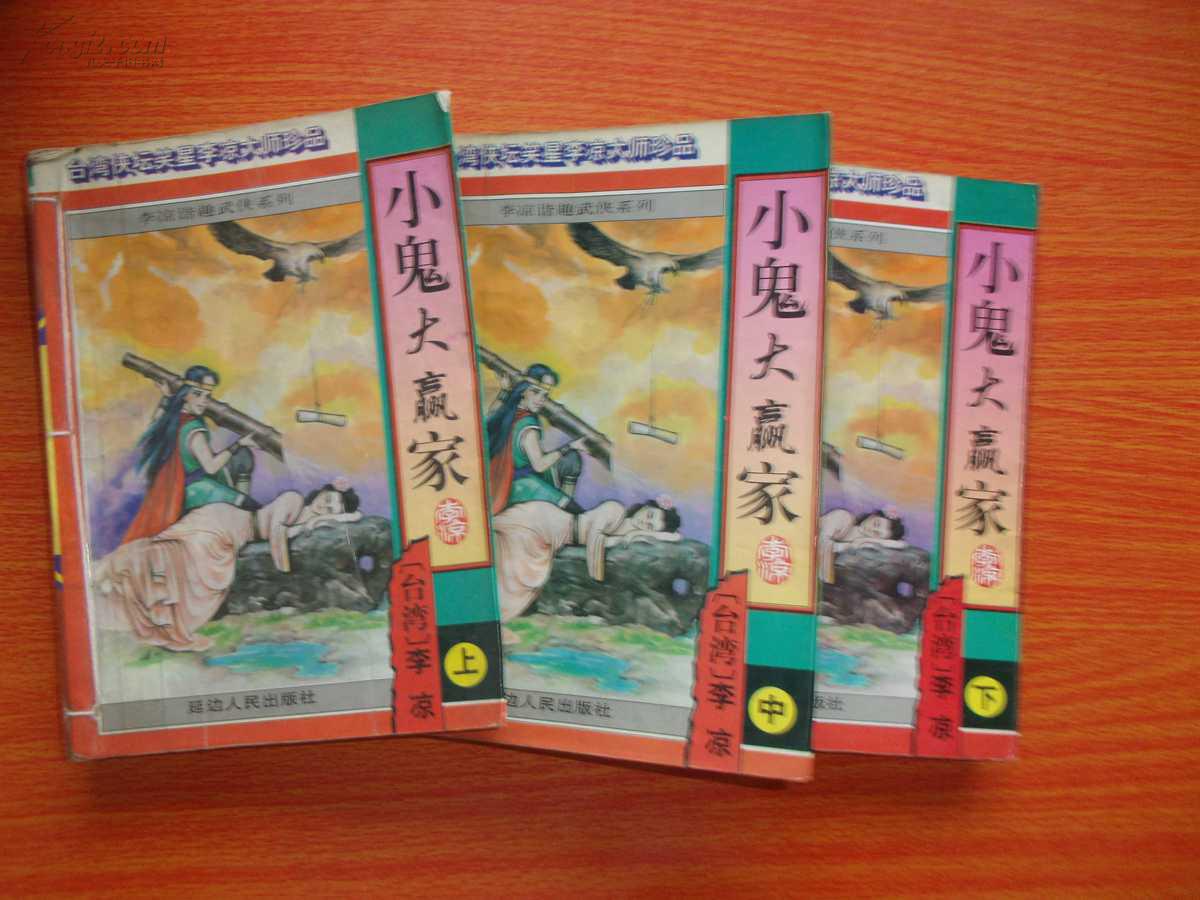 台湾侠坛笑星李凉大师珍品
李凉谐趣武侠系列
小鬼大赢家
李凉
〔台湾〕李凉
上
延边人民出版社
湾侠坛笑星李凉大师珍品
李凉谐趣武侠系列
小鬼大赢家
李凉
〔台湾〕李凉
中
边人民出版社
大师珍品
侠系列
小鬼大赢家
李凉
〔台湾〕李凉
下
版社